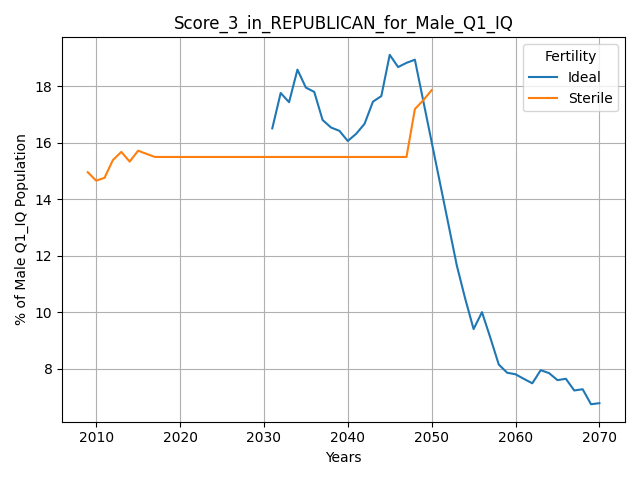 Score_3_in_REPUBLICAN_for_Male_Q1_IQ
Fertility
Ideal
Sterile
% of Male Q1_IQ Population
18
16
14
12
10
8
2010 2020 2030 2040 2050 2060 2070
Years